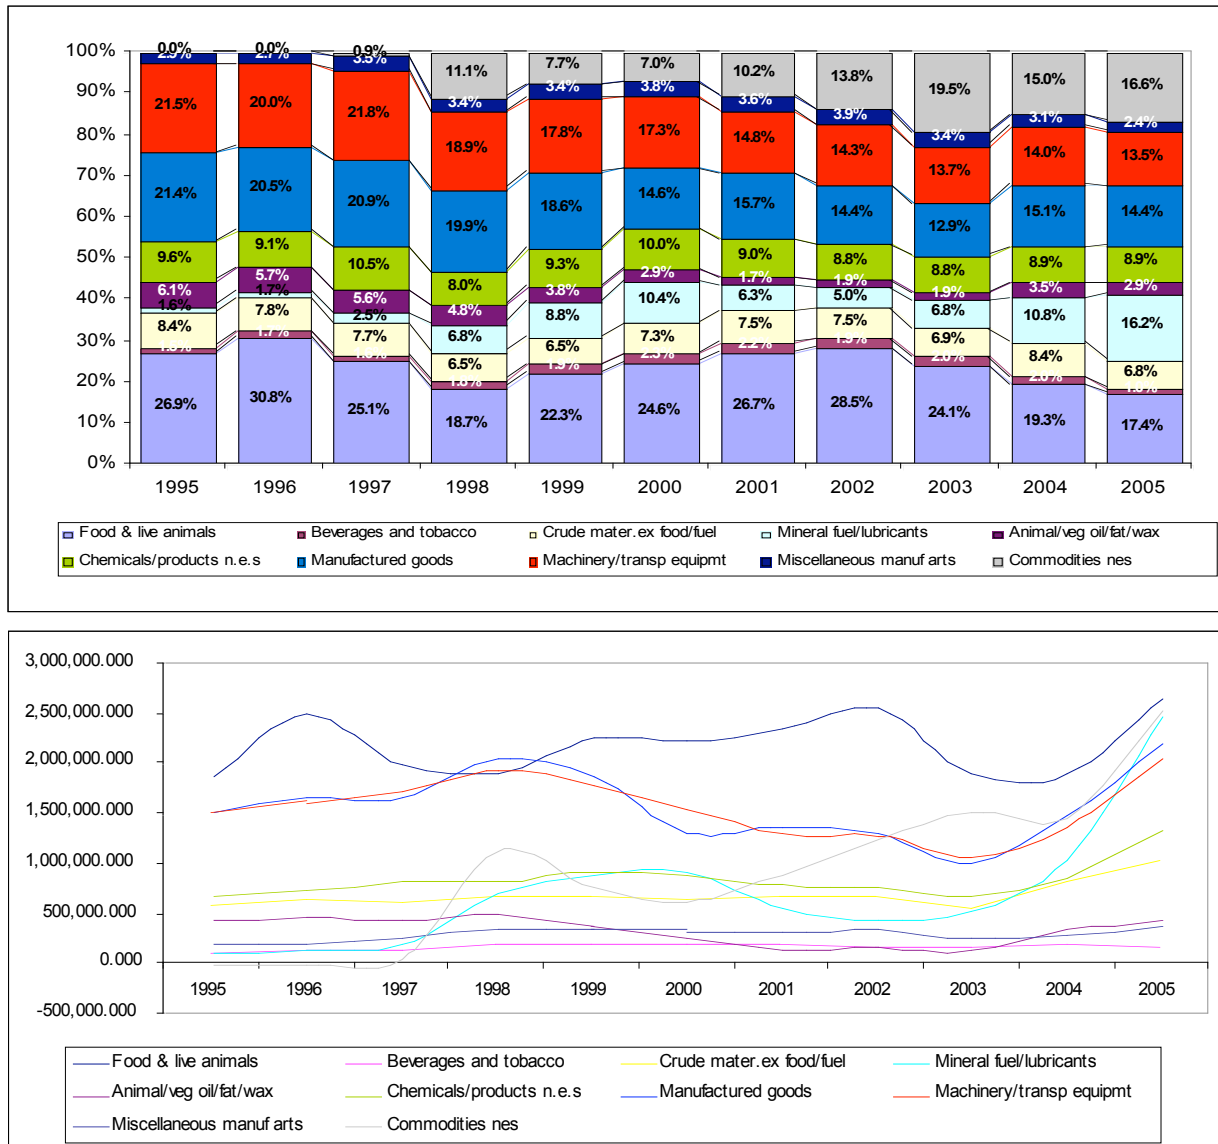 0.0% 0.0% 0.9%
100% 2.9% 2.7% 3.5% 11.1% 7.7% 7.0% 10.2% 13.8% 19.5% 15.0% 16.6%
90% 21.5% 20.0% 21.8% 3.4% 3.4% 3.8% 3.6% 3.9% 3.4% 3.1% 2.4%
80% 18.9% 17.8% 17.3% 14.8% 14.3% 13.7% 14.0% 13.5%
70% 21.4% 20.5% 20.9% 19.9% 18.6% 14.6% 15.7% 14.4% 12.9% 15.1% 14.4%
60%
50% 9.6% 9.1% 10.5% 8.0% 9.3% 10.0% 9.0% 8.8% 8.8% 8.9% 8.9%
40% 6.1% 5.7% 5.6% 4.8% 3.8% 2.9% 1.7% 1.9% 1.9% 3.5% 2.9%
1.6% 1.7% 2.5% 6.8% 8.8% 10.4% 6.3% 5.0% 6.8% 10.8% 16.2%
30% 8.4% 7.8% 7.7% 6.5% 6.5% 7.3% 7.5% 7.5% 6.9% 8.4% 6.8%
1.7% 1.9% 2.3% 2.2% 2.0% 2.0%
20% 26.9% 30.8% 25.1% 18.7% 22.3% 24.6% 26.7% 28.5% 24.1% 19.3% 17.4%
10%
0%
1995 1996 1997 1998 1999 2000 2001 2002 2003 2004 2005
Food & live animals Beverages and tobacco Crude mater.ex food/fuel Mineral fuel/lubricants Animal/veg oil/fat/wax
Chemicals/products n.e.s Manufactured goods Machinery/transp equipmt Miscellaneous manuf arts Commodities nes
3,000,000.000
2,500,000.000
2,000,000.000
1,500,000.000
1,000,000.000
500,000.000
0.000
-500,000.000
1995 1996 1997 1998 1999 2000 2001 2002 2003 2004 2005
Food & live animals Beverages and tobacco Crude mater.ex food/fuel Mineral fuel/lubricants
Animal/veg oil/fat/wax Chemicals/products n.e.s Manufactured goods Machinery/transp equipmt
Miscellaneous manuf arts Commodities nes